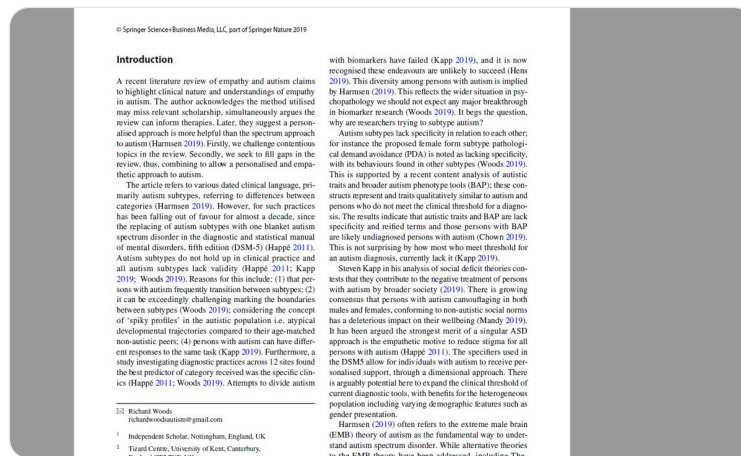 © Springer Science+Business Media, LLC, part of Springer Nature 2019
Introduction
A recent literature review of empathy and autism claims
to highlight clinical nature and understandings of empathy
in autism. The author acknowledges the method utilised
may miss relevant scholarship, simultaneously argues the
review can inform therapies. Later, they suggest a person-
alised approach is more helpful than the spectrum approach
to autism (Harmsen 2019). Firstly, we challenge contentious
topics in the review. Secondly, we seek to fill gaps in the
review, thus, combining to allow a personalised and empa-
thetic approach to autism.
The article refers to various dated clinical language, pri-
marily autism subtypes, referring to differences between
categories (Harmsen 2019). However, for such practices
has been falling out of favour for almost a decade, since
the replacing of autism subtypes with one blanket autism
spectrum disorder in the diagnostic and statistical manual
of mental disorders, fifth edition (DSM-5) (Happé 2011).
Autism subtypes do not hold up in clinical practice and
all autism subtypes lack validity (Happé 2011; Kapp
2019; Woods 2019). Reasons for this include: (1) that per-
sons with autism frequently transition between subtypes; (2)
it can be exceedingly challenging marking the boundaries
between subtypes (Woods 2019); considering the concept
of 'spiky profiles' in the autistic population i.e. atypical
developmental trajectories compared to their age-matched
non-autistic peers; (4) persons with autism can have differ-
ent responses to the same task (Kapp 2019). Furthermore, a
study investigating diagnostic practices across 12 sites found
the best predictor of category received was the specific clin-
ics (Happé 2011; Woods 2019). Attempts to divide autism
✉ Richard Woods
richardwoodsautism@gmail.com
1 Independent Scholar, Nottingham, England, UK
2 Tizard Centre, University of Kent, Canterbury,
with biomarkers have failed (Kapp 2019), and it is now
recognised these endeavours are unlikely to succeed (Hens
2019). This diversity among persons with autism is implied
by Harmsen (2019). This reflects the wider situation in psy-
chopathology we should not expect any major breakthrough
in biomarker research (Woods 2019). It begs the question,
why are researchers trying to subtype autism?
Autism subtypes lack specificity in relation to each other;
for instance the proposed female form subtype pathologi-
cal demand avoidance (PDA) is noted as lacking specificity,
with its behaviours found in other subtypes (Woods 2019).
This is supported by a recent content analysis of autistic
traits and broader autism phenotype tools (BAP); these con-
structs represent and traits qualitatively similar to autism and
persons who do not meet the clinical threshold for a diagno-
sis. The results indicate that autistic traits and BAP are lack
specificity and reified terms and those persons with BAP
are likely undiagnosed persons with autism (Chown 2019).
This is not surprising by how most who meet threshold for
an autism diagnosis, currently lack it (Kapp 2019).
Steven Kapp in his analysis of social deficit theories con-
tests that they contribute to the negative treatment of persons
with autism by broader society (2019). There is growing
consensus that persons with autism camouflaging in both
males and females, conforming to non-autistic social norms
has a deleterious impact on their wellbeing (Mandy 2019).
It has been argued the strongest merit of a singular ASD
approach is the empathetic motive to reduce stigma for all
persons with autism (Happé 2011). The specifiers used in
the DSM5 allow for individuals with autism to receive per-
sonalised support, through a dimensional approach. There
is arguably potential here to expand the clinical threshold of
current diagnostic tools, with benefits for the heterogeneous
population including varying demographic features such as
gender presentation.
Harmsen (2019) often refers to the extreme male brain
(EMB) theory of autism as the fundamental way to under-
stand autism spectrum disorder. While alternative theories
to the EMB theory have been addressed, including The